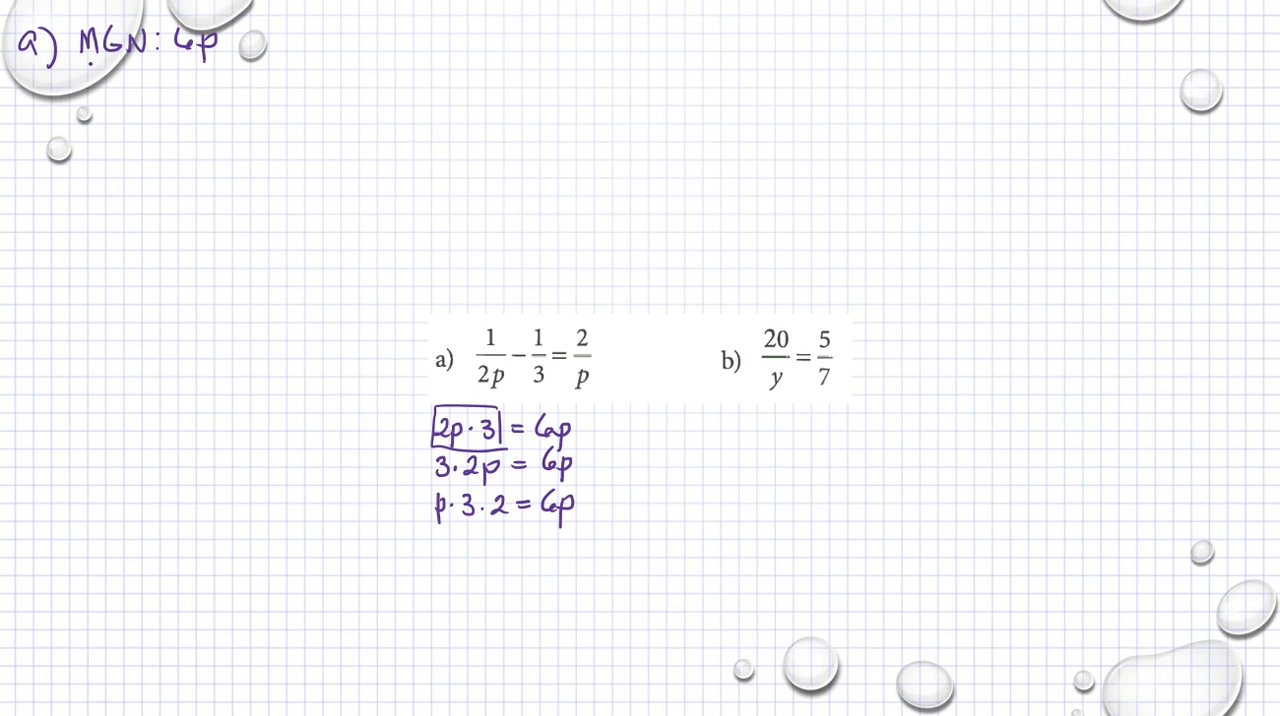 a) MGN: 6p
a) 1/2p − 1/3 = 2/p b) 20/y = 5/7
2p · 3 = 6p
3 · 2p = 6p
p · 3 · 2 = 6p